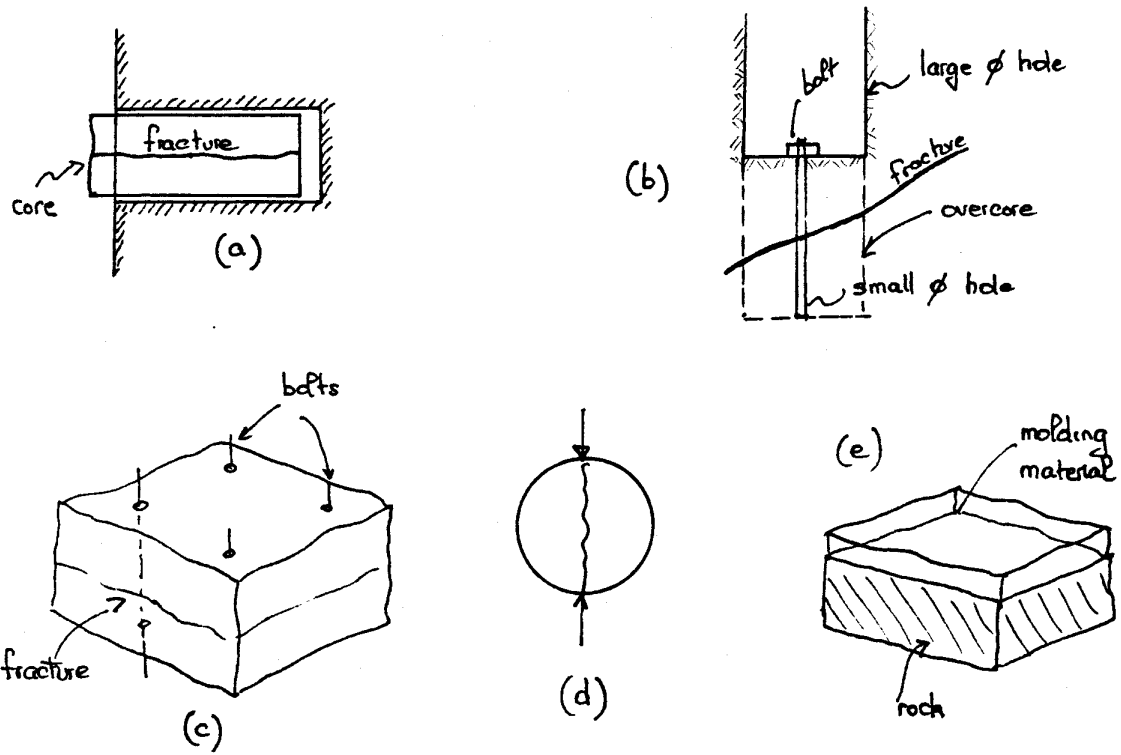 fracture
core
(a)
bolt
large ϕ hole
(b)
fracture
overcore
small ϕ hole
bolts
fracture
(c)
(d)
(e)
molding
material
rock